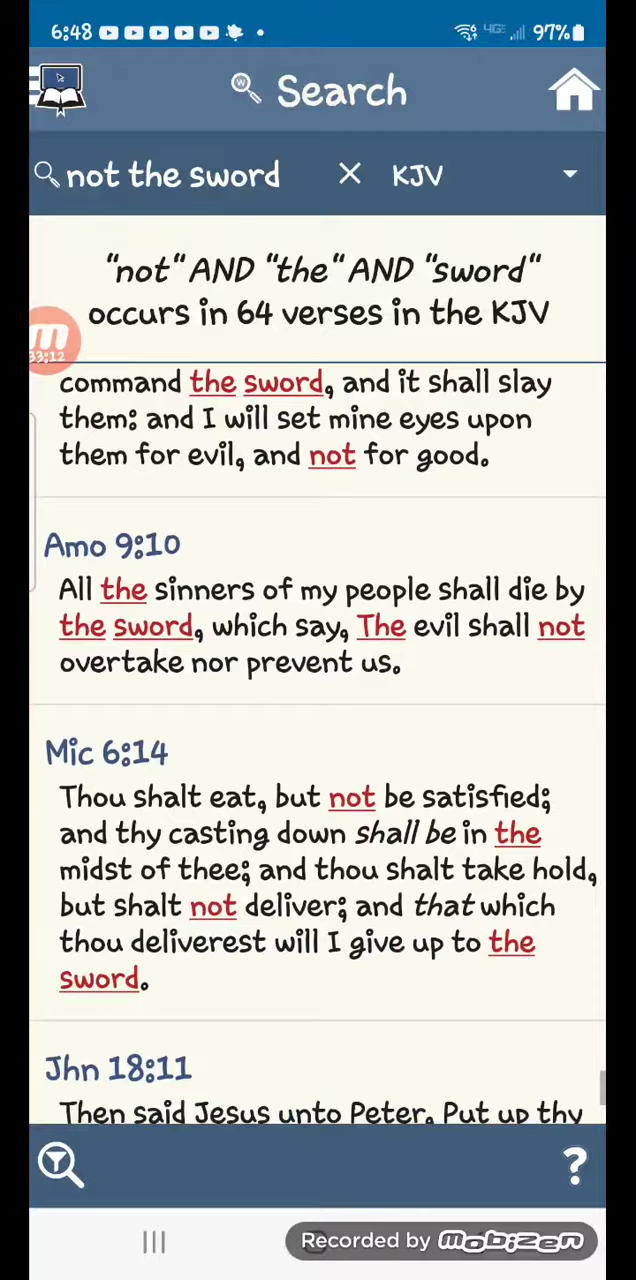 6:48
4GE 97%
Search
not the sword KJV
"not" AND "the" AND "sword"
occurs in 64 verses in the KJV
33:12
command the sword, and it shall slay
them: and I will set mine eyes upon
them for evil, and not for good.
Amo 9:10
All the sinners of my people shall die by
the sword, which say, The evil shall not
overtake nor prevent us.
Mic 6:14
Thou shalt eat, but not be satisfied;
and thy casting down shall be in the
midst of thee; and thou shalt take hold,
but shalt not deliver; and that which
thou deliverest will I give up to the
sword.
Jhn 18:11
Then said Jesus unto Peter, Put up thy
?
Recorded by mobizen